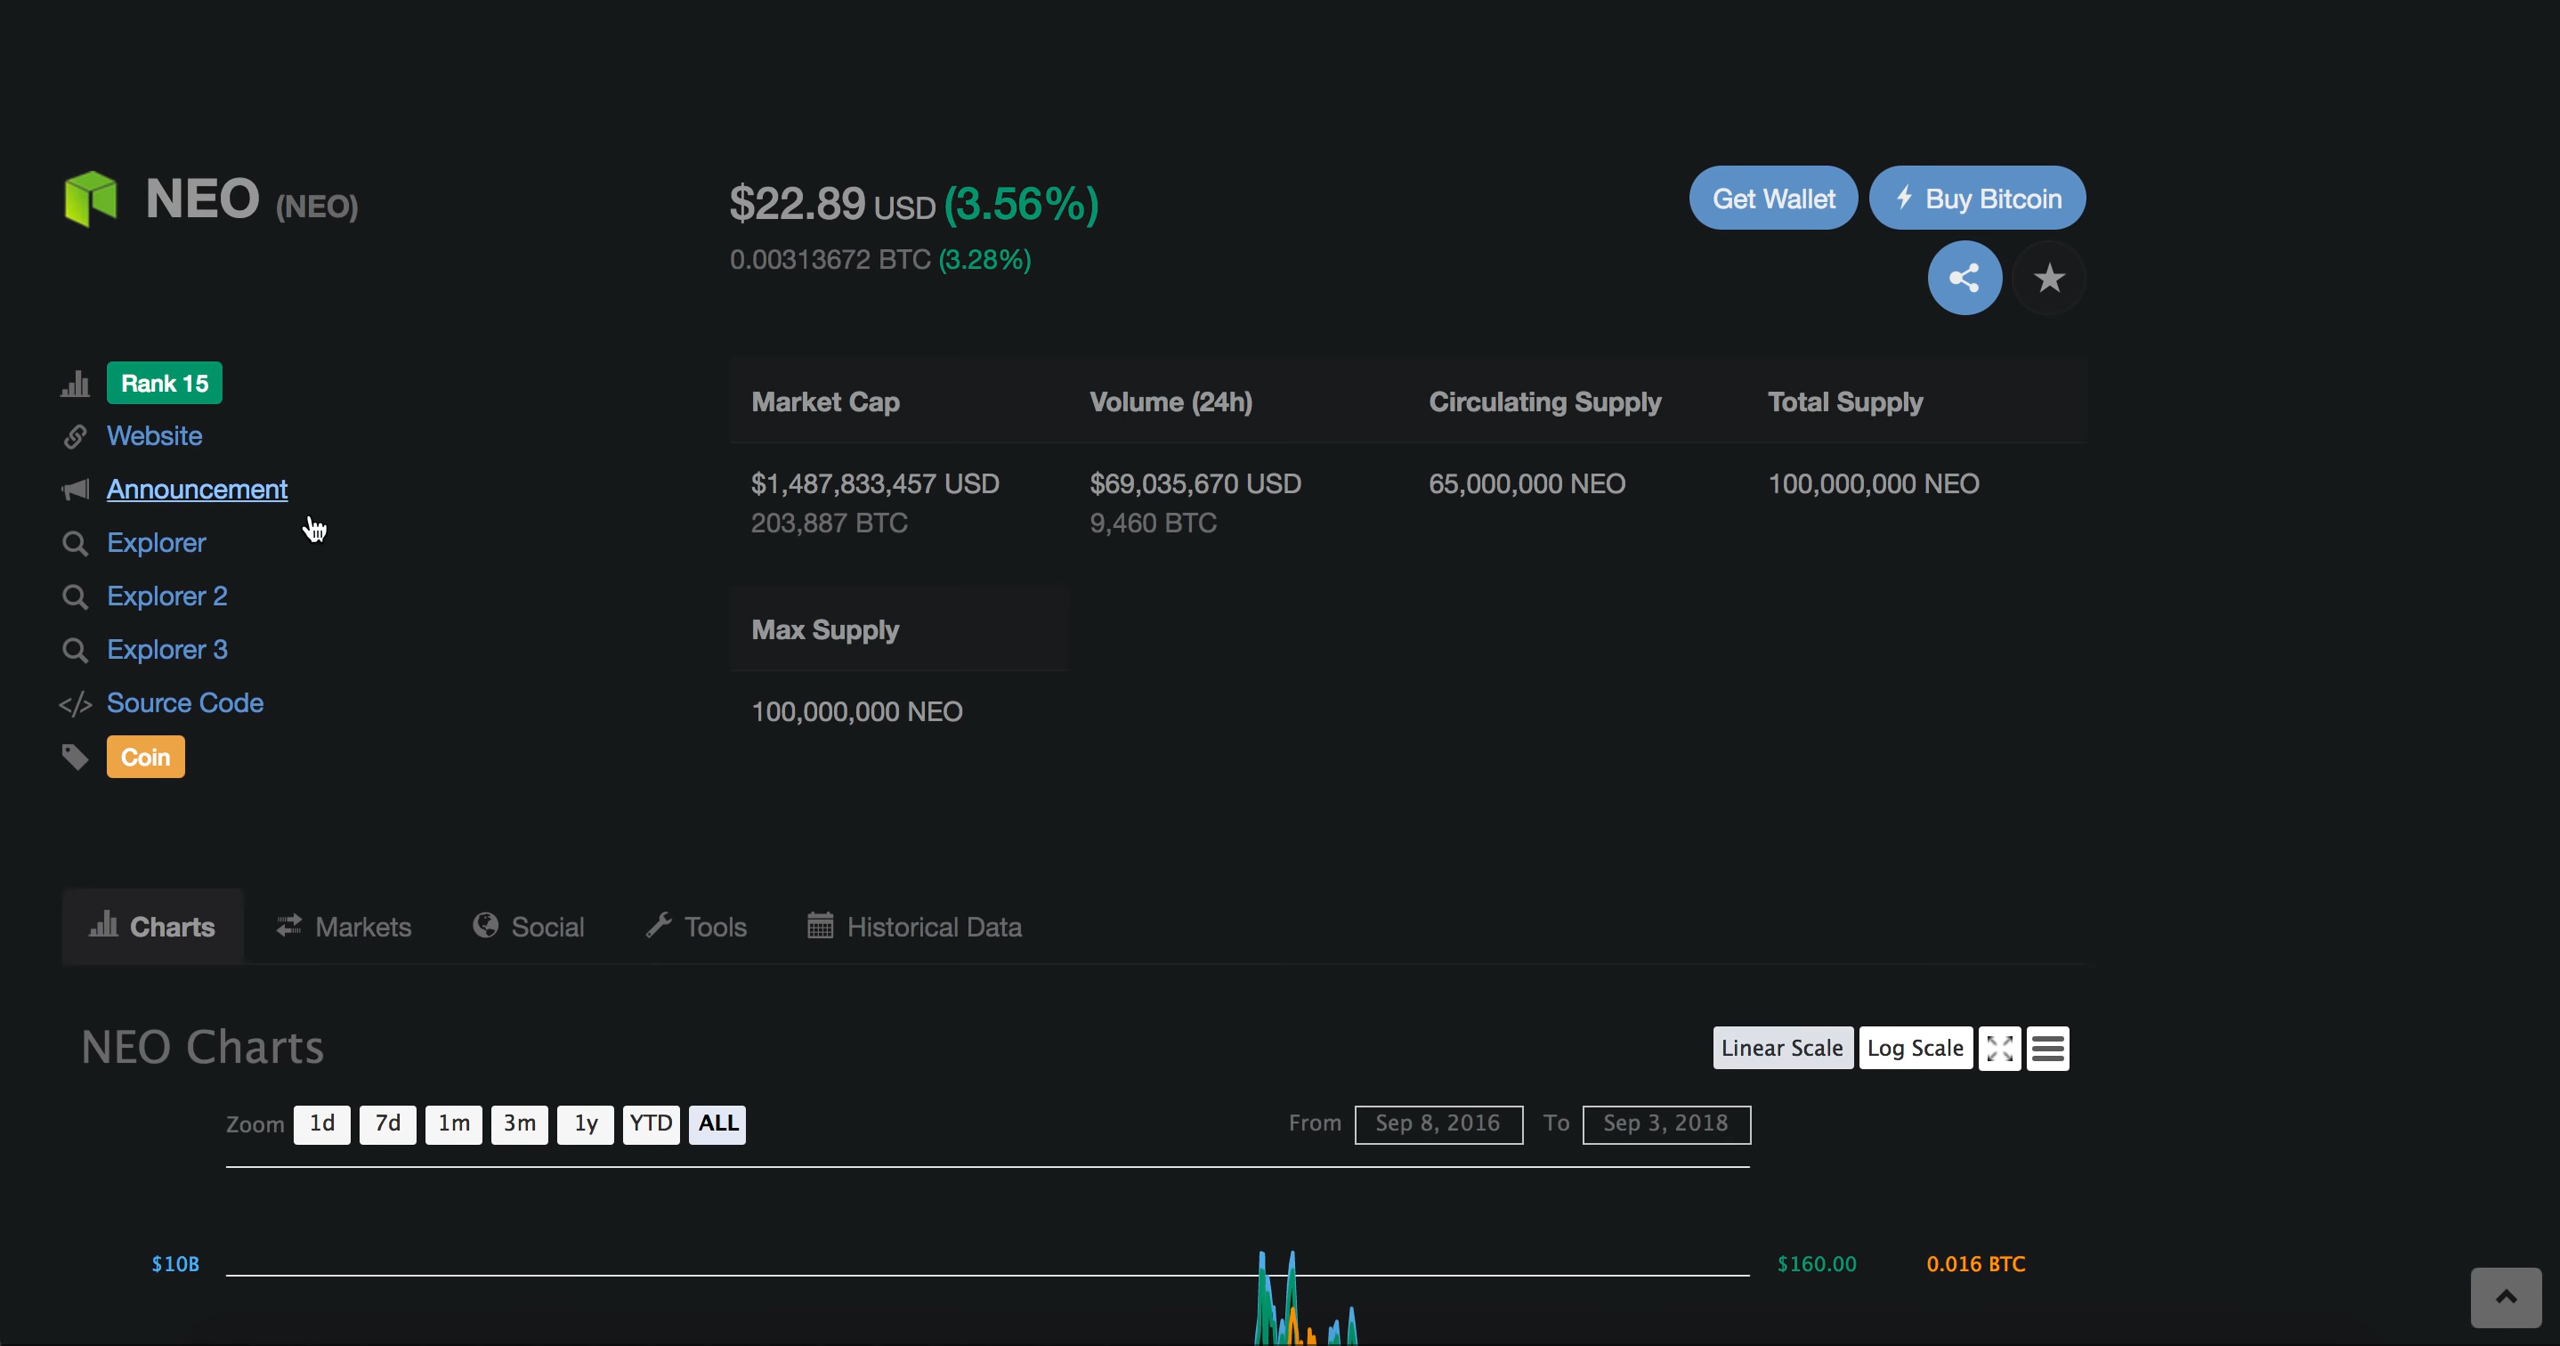 NEO (NEO)
$22.89 USD (3.56%)
0.00313672 BTC (3.28%)
Get Wallet
Buy Bitcoin
Rank 15
Website
Announcement
Explorer
Explorer 2
Explorer 3
Source Code
Coin
Market Cap Volume (24h) Circulating Supply Total Supply
$1,487,833,457 USD $69,035,670 USD 65,000,000 NEO 100,000,000 NEO
203,887 BTC 9,460 BTC
Max Supply
100,000,000 NEO
Charts Markets Social Tools Historical Data
NEO Charts
Linear Scale Log Scale
Zoom 1d 7d 1m 3m 1y YTD ALL From Sep 8, 2016 To Sep 3, 2018
$10B $160.00 0.016 BTC